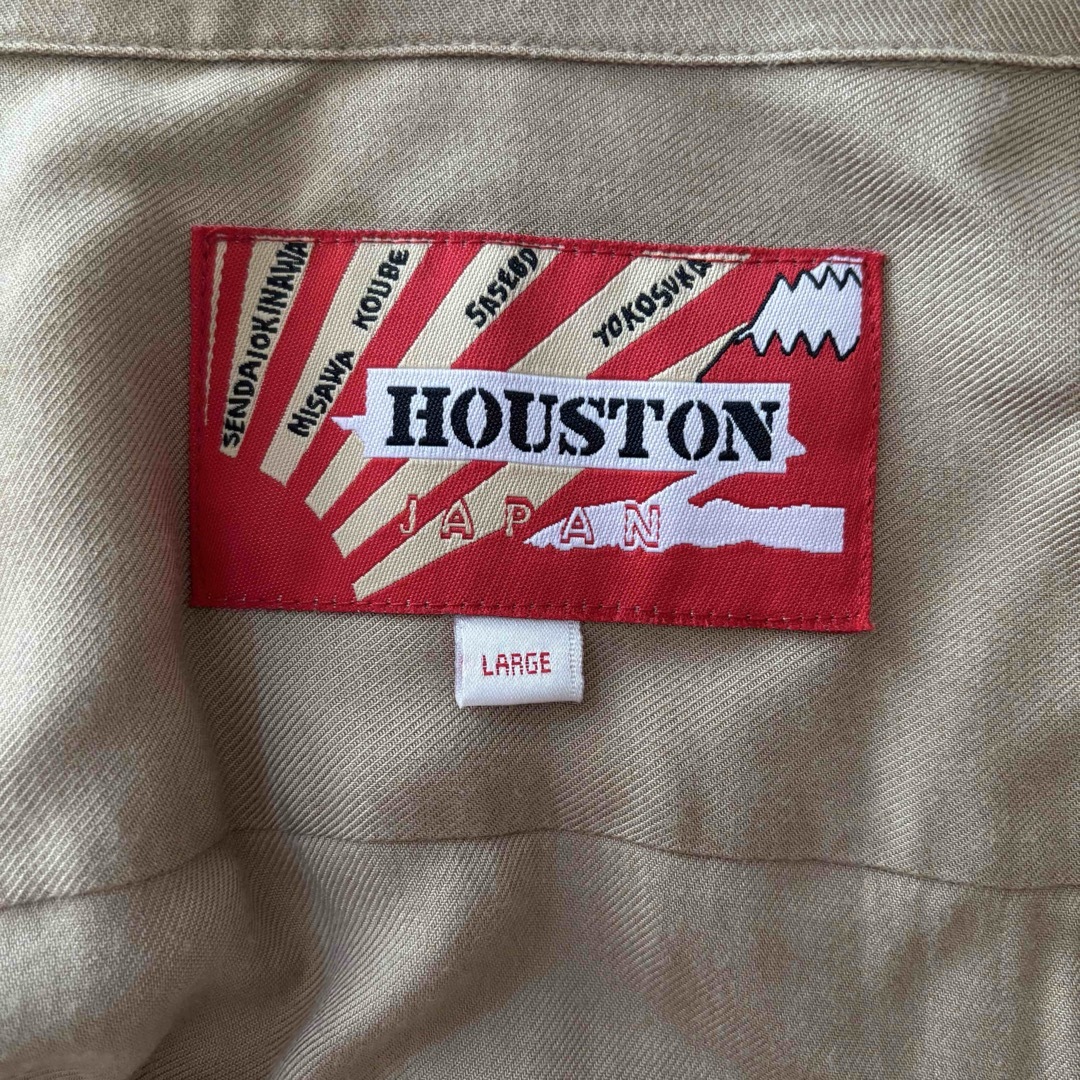 SENDAI OKINAWA
MISAWA KOUBE
SASEBO
YOKOSUKA
HOUSTON
JAPAN
LARGE